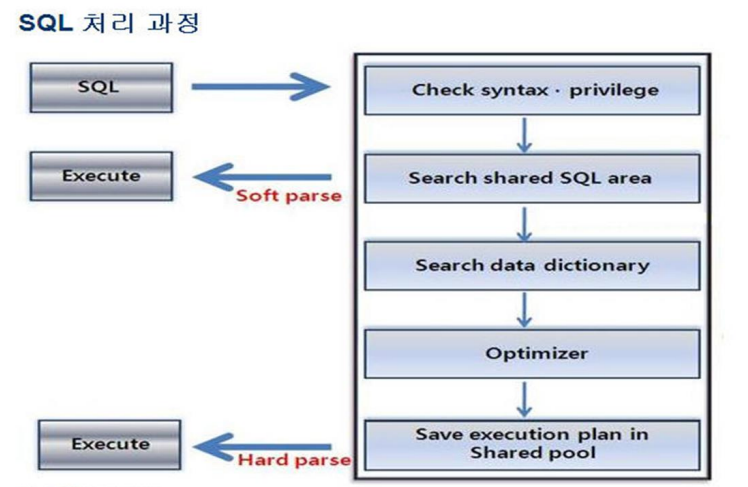 SQL 처리 과정
SQL
Check syntax · privilege
Execute
Soft parse
Search shared SQL area
Search data dictionary
Optimizer
Execute
Hard parse
Save execution plan in
Shared pool